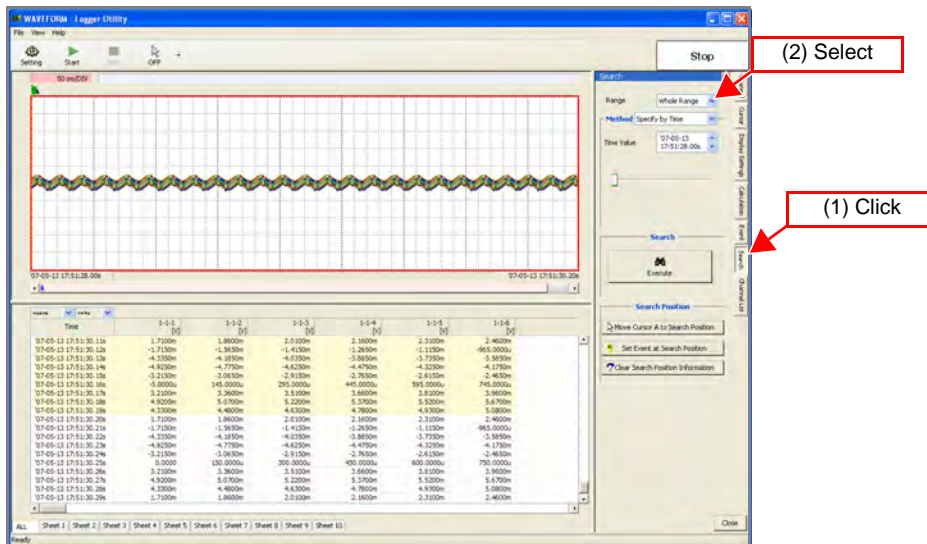 WAVEFORM - Logger Utility
File View Help
Setting Start OFF
Stop
(2) Select
50 ms/DIV
Search
Range Whole Range
Method Specify by Time
Time Value '07-05-13
17:51:28.00s
Cursor
Display Settings
Calculation
Event
Search
Channel List
(1) Click
Search
Execute
'07-05-13 17:51:28.00s '07-05-13 17:51:30.20s
Search Position
Move Cursor A to Search Position
Set Event at Search Position
Clear Search Position Information
Time 1-1-1 1-1-2 1-1-3 1-1-4 1-1-5 1-1-6
[V] [V] [V] [V] [V] [V]
'07-05-13 17:51:30.11s 1.7100m 1.8600m 2.0100m 2.1600m 2.3100m 2.4600m
'07-05-13 17:51:30.12s -1.7150m -1.5650m -1.4150m -1.2650m -1.1150m -965.0000u
'07-05-13 17:51:30.13s -4.3350m -4.1850m -4.0350m -3.8850m -3.7350m -3.5850m
'07-05-13 17:51:30.14s -4.9250m -4.7750m -4.6250m -4.4750m -4.3250m -4.1750m
'07-05-13 17:51:30.15s -3.2150m -3.0650m -2.9150m -2.7650m -2.6150m -2.4650m
'07-05-13 17:51:30.16s -5.0000u 145.0000u 295.0000u 445.0000u 595.0000u 745.0000u
'07-05-13 17:51:30.17s 3.2100m 3.3600m 3.5100m 3.6600m 3.8100m 3.9600m
'07-05-13 17:51:30.18s 4.9200m 5.0700m 5.2200m 5.3700m 5.5200m 5.6700m
'07-05-13 17:51:30.19s 4.3300m 4.4800m 4.6300m 4.7800m 4.9300m 5.0800m
'07-05-13 17:51:30.20s 1.7100m 1.8600m 2.0100m 2.1600m 2.3100m 2.4600m
'07-05-13 17:51:30.21s -1.7150m -1.5650m -1.4150m -1.2650m -1.1150m -965.0000u
'07-05-13 17:51:30.22s -4.3350m -4.1850m -4.0350m -3.8850m -3.7350m -3.5850m
'07-05-13 17:51:30.23s -4.9250m -4.7750m -4.6250m -4.4750m -4.3250m -4.1750m
'07-05-13 17:51:30.24s -3.2150m -3.0650m -2.9150m -2.7650m -2.6150m -2.4650m
'07-05-13 17:51:30.25s 0.0000 150.0000u 300.0000u 450.0000u 600.0000u 750.0000u
'07-05-13 17:51:30.26s 3.2100m 3.3600m 3.5100m 3.6600m 3.8100m 3.9600m
'07-05-13 17:51:30.27s 4.9200m 5.0700m 5.2200m 5.3700m 5.5200m 5.6700m
'07-05-13 17:51:30.28s 4.3300m 4.4800m 4.6300m 4.7800m 4.9300m 5.0800m
'07-05-13 17:51:30.29s 1.7100m 1.8600m 2.0100m 2.1600m 2.3100m 2.4600m
ALL Sheet 1 Sheet 2 Sheet 3 Sheet 4 Sheet 5 Sheet 6 Sheet 7 Sheet 8 Sheet 9 Sheet 10
Close
Ready